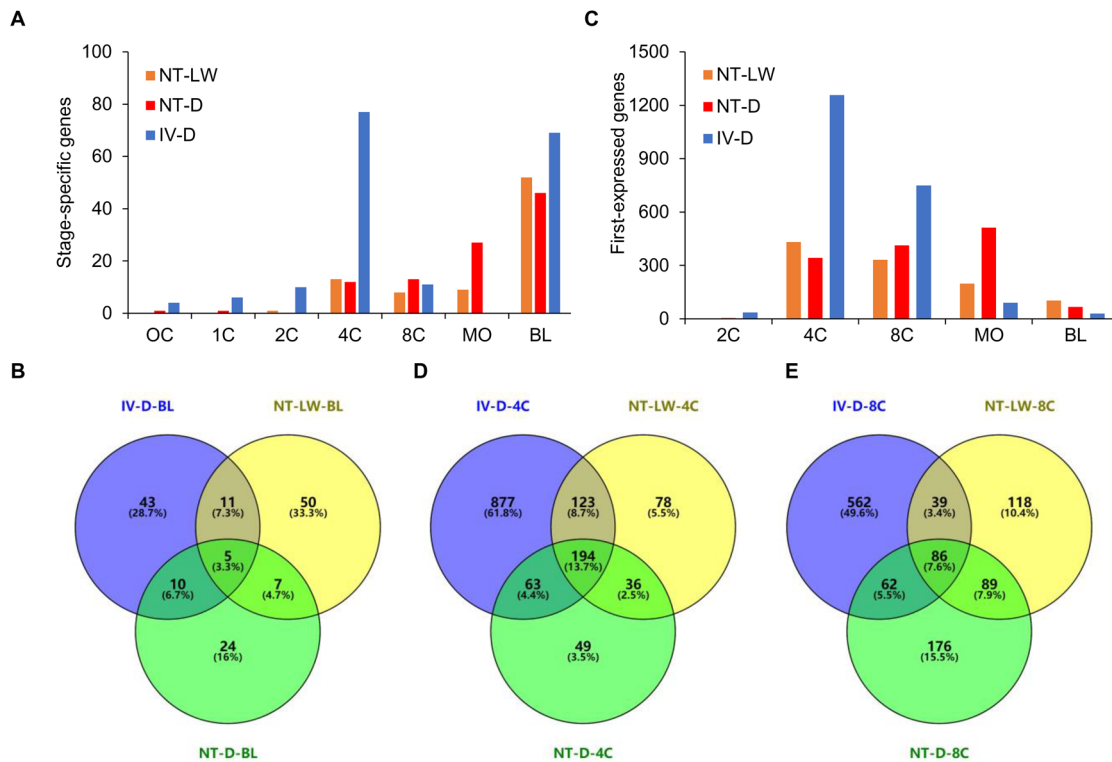 A
Stage-specific genes
100
80
60
40
20
0
NT-LW
NT-D
IV-D
OC 1C 2C 4C 8C MO BL
C
First-expressed genes
1500
1200
900
600
300
0
NT-LW
NT-D
IV-D
2C 4C 8C MO BL
B
IV-D-BL NT-LW-BL
43 11 50
(28.7%) (7.3%) (33.3%)
5
(3.3%)
10 7
(6.7%) (4.7%)
24
(16%)
NT-D-BL
D
IV-D-4C NT-LW-4C
877 123 78
(61.8%) (8.7%) (5.5%)
194
(13.7%)
63 36
(4.4%) (2.5%)
49
(3.5%)
NT-D-4C
E
IV-D-8C NT-LW-8C
562 39 118
(49.6%) (3.4%) (10.4%)
86
(7.6%)
62 89
(5.5%) (7.9%)
176
(15.5%)
NT-D-8C